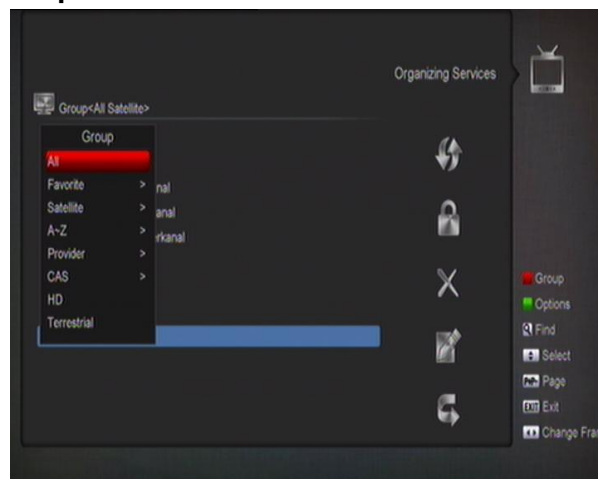 Organizing Services
Group<All Satellite>
Group
All
Favorite >
Satellite >
A~Z >
Provider >
CAS >
HD
Terrestrial
nal
anal
rkanal
Group
Options
Find
Select
Page
EXIT Exit
Change Fra